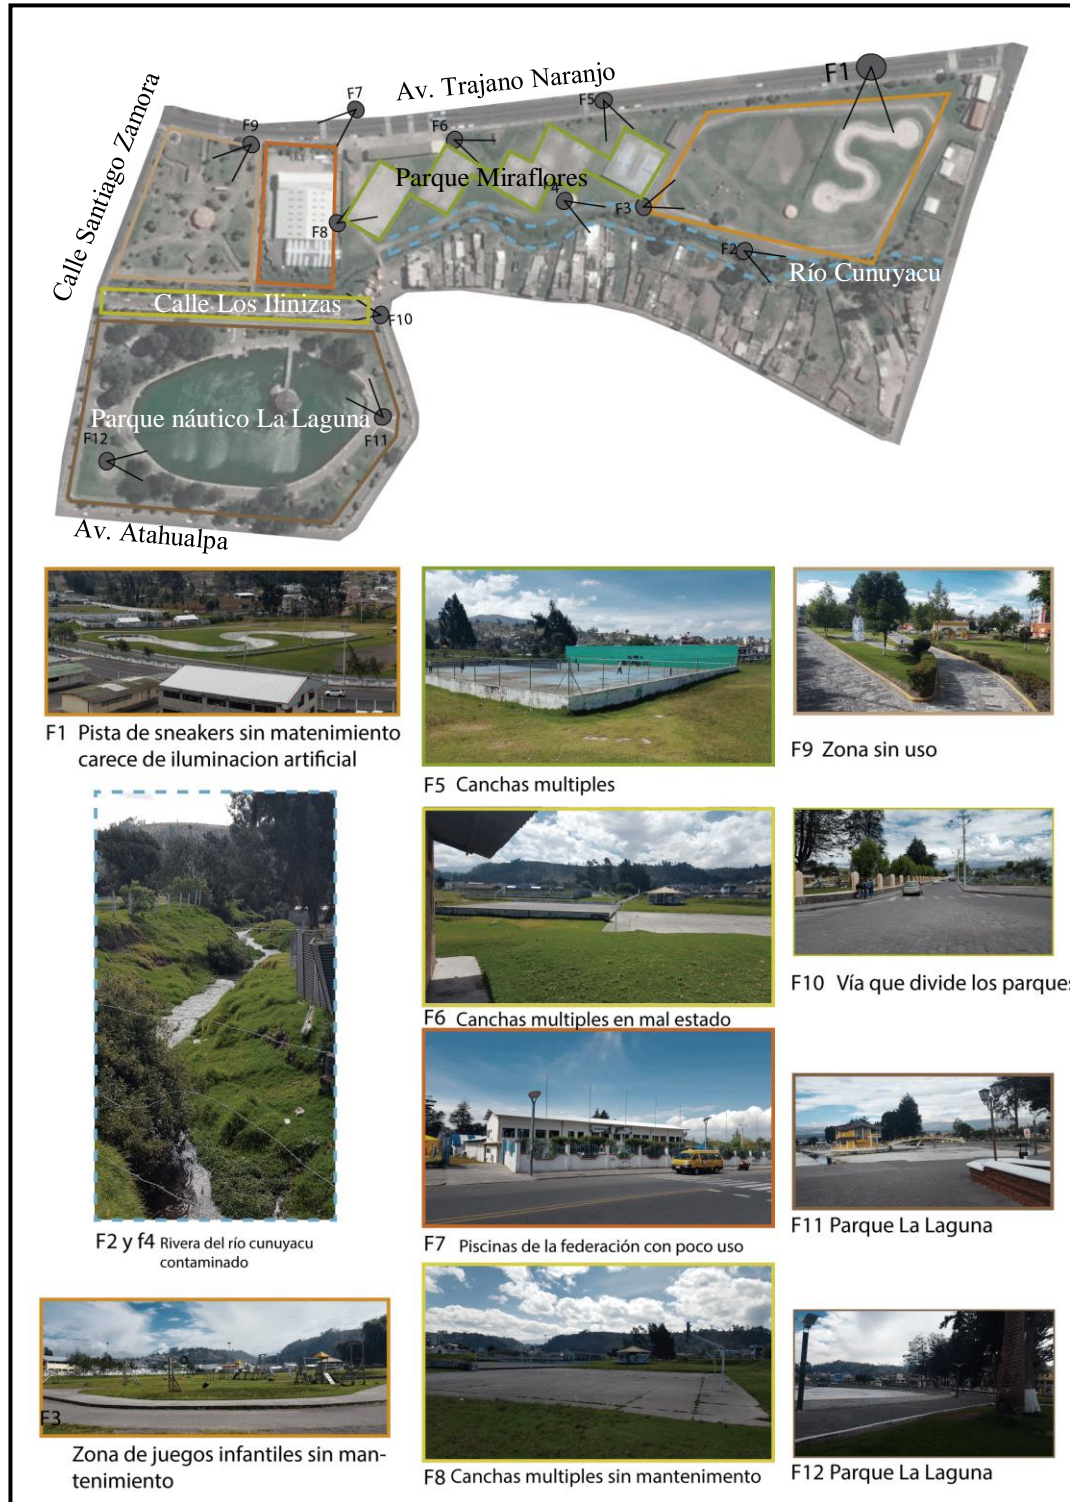 Av. Trajano Naranjo
F1
F7
F5
F6
F9
Calle Santiago Zamora
Parque Miraflores
F4
F3
F8
F2
Río Cunuyacu
Calle Los Ilinizas
F10
Parque náutico La Laguna
F11
F12
Av. Atahualpa
F1 Pista de sneakers sin matenimiento
carece de iluminacion artificial
F2 y f4 Rivera del río cunuyacu
contaminado
F3
Zona de juegos infantiles sin man-
tenimiento
F5 Canchas multiples
F6 Canchas multiples en mal estado
F7 Piscinas de la federación con poco uso
F8 Canchas multiples sin mantenimento
F9 Zona sin uso
F10 Vía que divide los parques
F11 Parque La Laguna
F12 Parque La Laguna